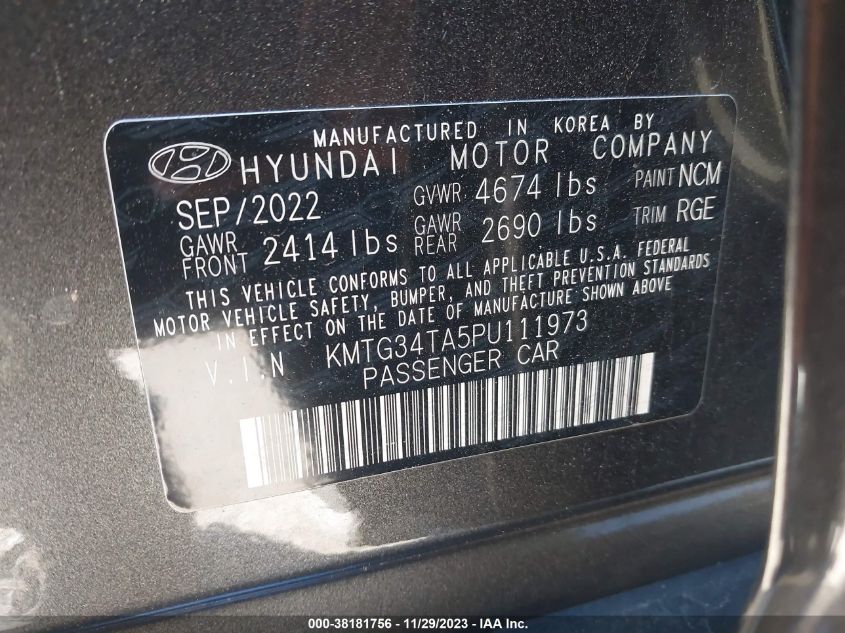 MANUFACTURED IN KOREA BY
HYUNDAI MOTOR COMPANY
SEP/2022 GVWR 4674 lbs PAINT NCM
GAWR FRONT 2414 lbs GAWR REAR 2690 lbs TRIM RGE
THIS VEHICLE CONFORMS TO ALL APPLICABLE U.S.A. FEDERAL
MOTOR VEHICLE SAFETY, BUMPER, AND THEFT PREVENTION STANDARDS
IN EFFECT ON THE DATE OF MANUFACTURE SHOWN ABOVE
V.I.N KMTG34TA5PU111973
PASSENGER CAR
000-38181756 - 11/29/2023 - IAA Inc.